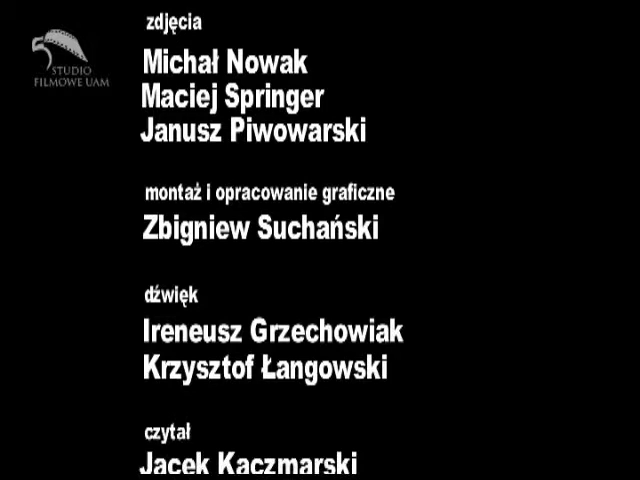 zdjęcia
STUDIO
FILMOWE UAM
Michał Nowak
Maciej Springer
Janusz Piwowarski
montaż i opracowanie graficzne
Zbigniew Suchański
dźwięk
Ireneusz Grzechowiak
Krzysztof Łangowski
czytał
Jacek Kaczmarski